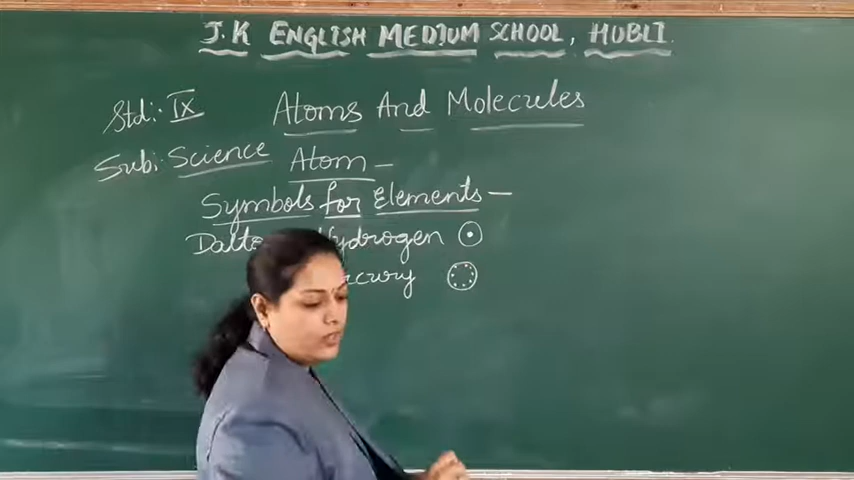 J.K ENGLISH MEDIUM SCHOOL, HUBLI.
Std:- IX Atoms And Molecules
Sub: Science Atom -
Symbols for Elements -
Hydrogen